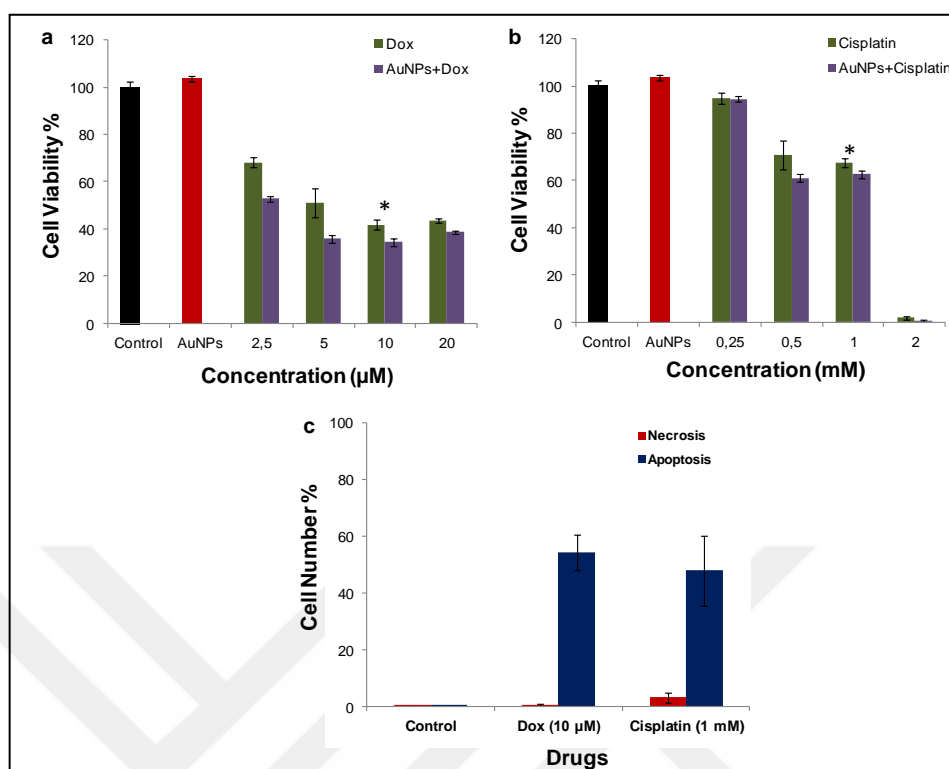 a
Dox
AuNPs+Dox
Cell Viability %
120
100
80
60
40
20
0
*
Control AuNPs 2,5 5 10 20
Concentration (µM)
b
Cisplatin
AuNPs+Cisplatin
Cell Viability %
120
100
80
60
40
20
0
*
Control AuNPs 0,25 0,5 1 2
Concentration (mM)
c
Necrosis
Apoptosis
Cell Number %
100
80
60
40
20
0
Control Dox (10 µM) Cisplatin (1 mM)
Drugs